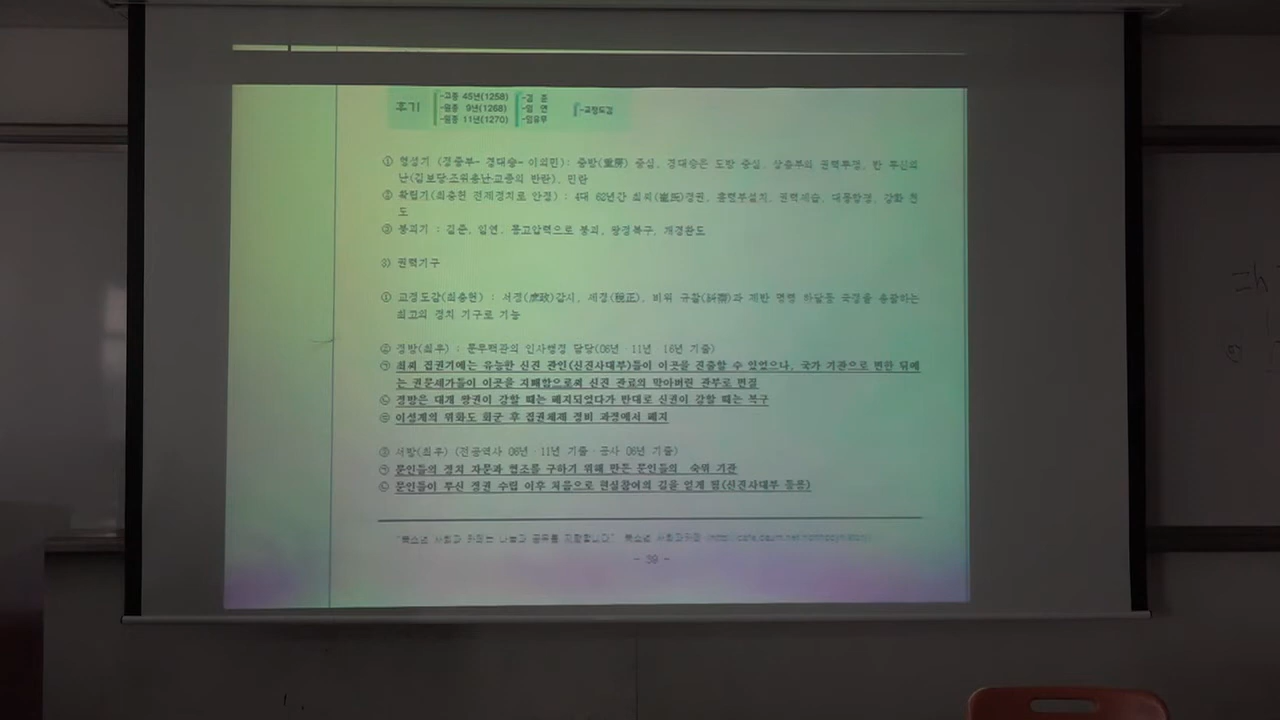 후기
-고종 45년(1258)
-원종 9년(1268)
-원종 11년(1270)
-김 준
-임 연
-임유무
-교정도감
① 형성기 (정중부- 경대승- 이의민): 중방(重房) 중심, 경대승은 도방 중심, 상층부의 권력투쟁, 반 무신의
난(김보당·조위총난·교종의 반란), 민란
② 확립기(최충헌 전제정치로 안정) : 4대 62년간 최씨(崔氏)정권, 흥령부설치, 권력세습, 대몽항쟁, 강화 천
도
③ 붕괴기 : 김준, 임연. 몽고압력으로 붕괴, 왕정복구, 개경환도
3) 권력기구
① 교정도감(최충헌) : 서정(庶政)감시, 제정(稅正), 비위 규찰(糾察)과 제반 명령 하달등 국정을 총괄하는
최고의 정치 기구로 기능
② 정방(최우) : 문무백관의 인사행정 담당(06년 · 11년 · 16년 기출)
㉠ 최씨 집권기에는 유능한 신진 관인(신진사대부)들이 이곳을 진출할 수 있었으나, 국가 기관으로 변한 뒤에
는 권문세가들이 이곳을 지배함으로써 신진 관료의 막아버린 관부로 변질
㉡ 정방은 대개 왕권이 강할 때는 폐지되었다가 반대로 신권이 강할 때는 복구
㉢ 이성계의 위화도 회군 후 집권체제 정비 과정에서 폐지
③ 서방(최우) (전공역사 06년 · 11년 기출 · 공사 06년 기출)
㉠ 문인들의 정치 자문과 협조를 구하기 위해 만든 문인들의 숙위 기관
㉡ 문인들이 무신 정권 수립 이후 처음으로 현실참여의 길을 얻게 됨(신진사대부 등용)
- 39 -